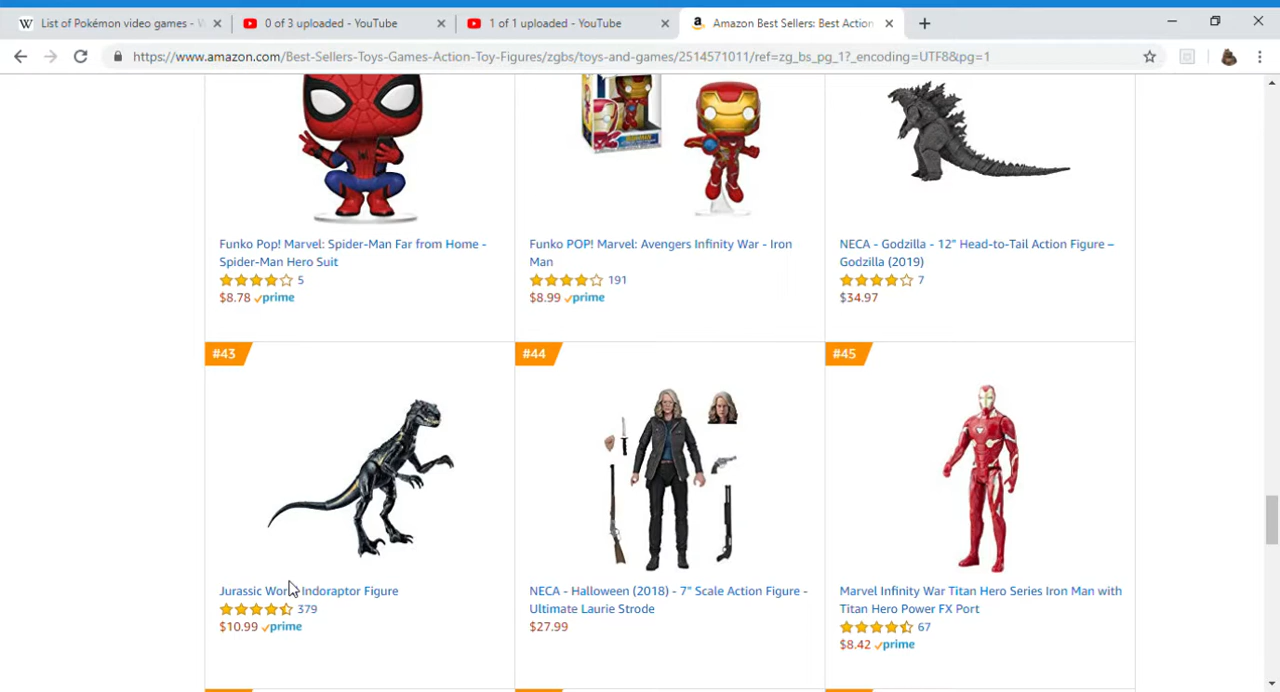 List of Pokémon video games - W
0 of 3 uploaded - YouTube
1 of 1 uploaded - YouTube
Amazon Best Sellers: Best Action
https://www.amazon.com/Best-Sellers-Toys-Games-Action-Toy-Figures/zgbs/toys-and-games/2514571011/ref=zg_bs_pg_1?_encoding=UTF8&pg=1
Funko Pop! Marvel: Spider-Man Far from Home -
Spider-Man Hero Suit
5
$8.78 prime
Funko POP! Marvel: Avengers Infinity War - Iron
Man
191
$8.99 prime
NECA - Godzilla - 12" Head-to-Tail Action Figure –
Godzilla (2019)
7
$34.97
#43
Jurassic World Indoraptor Figure
379
$10.99 prime
#44
NECA - Halloween (2018) - 7" Scale Action Figure -
Ultimate Laurie Strode
$27.99
#45
Marvel Infinity War Titan Hero Series Iron Man with
Titan Hero Power FX Port
67
$8.42 prime